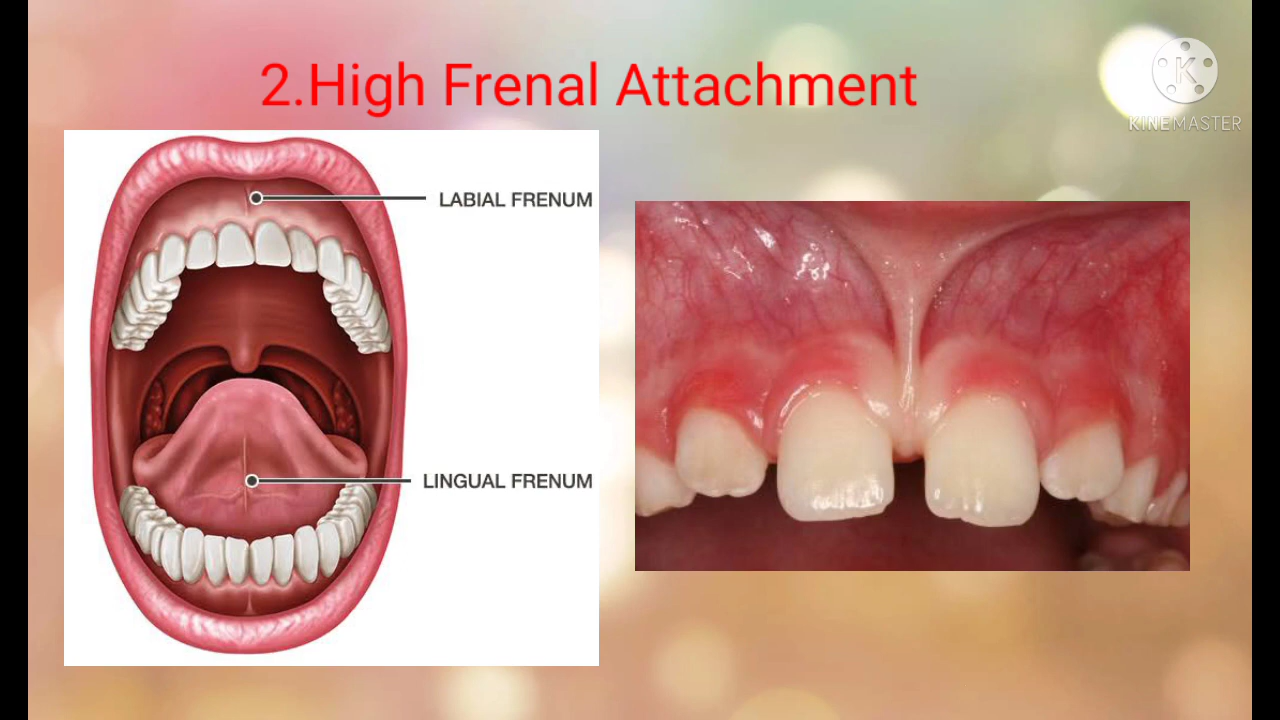 2.High Frenal Attachment
K
KINEMASTER
LABIAL FRENUM
LINGUAL FRENUM